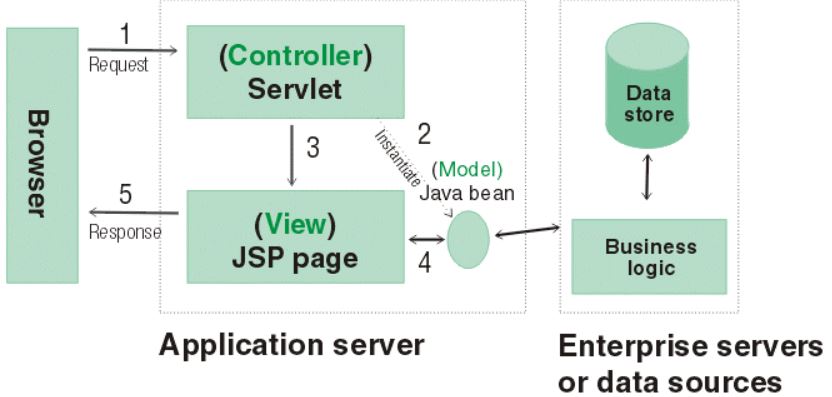 Browser
1
Request
(Controller)
Servlet
2
Instantiate
3
(Model)
Java bean
5
Response
(View)
JSP page
4
Data
store
Business
logic
Application server
Enterprise servers
or data sources